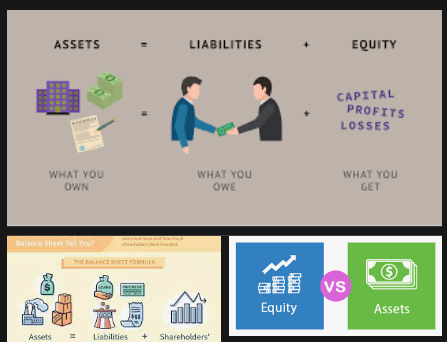 ASSETS = LIABILITIES + EQUITY
= +
CAPITAL
PROFITS
LOSSES
WHAT YOU OWN
WHAT YOU OWE
WHAT YOU GET
Balance Sheet Tell You?
THE BALANCE SHEET FORMULA
$
LOANS
Assets = Liabilities + Shareholders'
VS
$
Equity
Assets